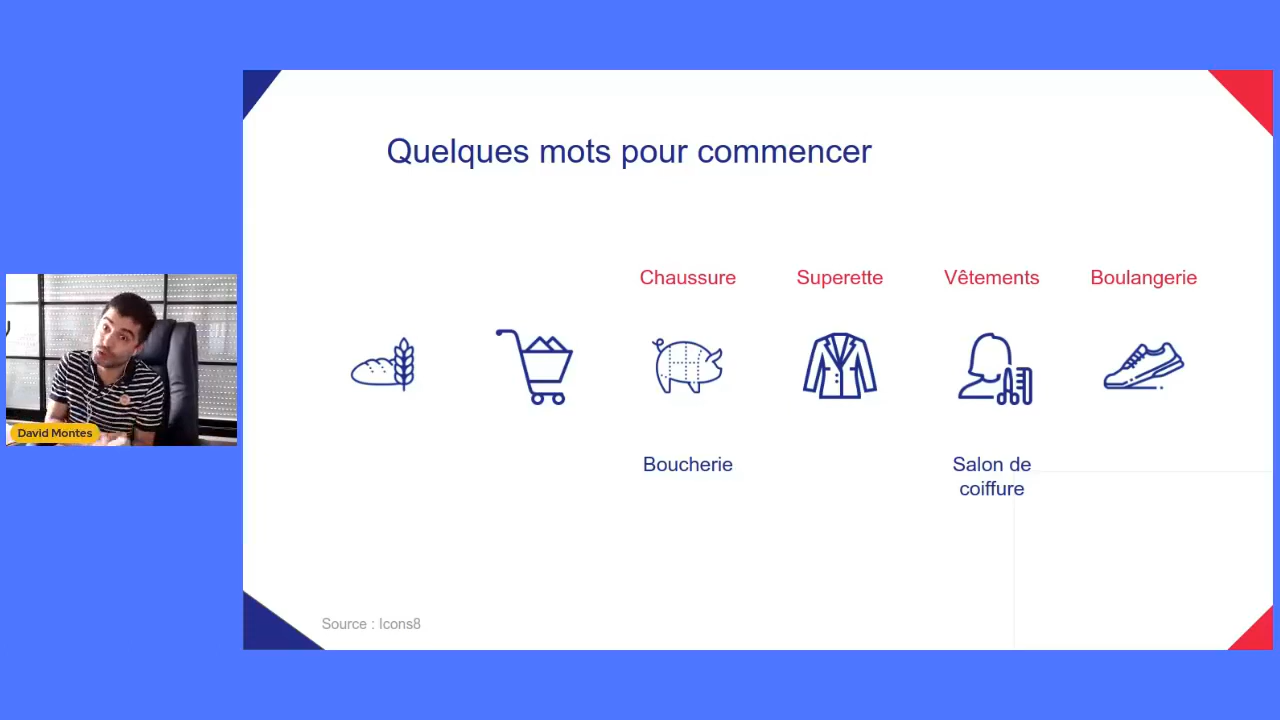 Quelques mots pour commencer
Chaussure
Superette
Vêtements
Boulangerie
Boucherie
Salon de
coiffure
David Montes
Source : Icons8